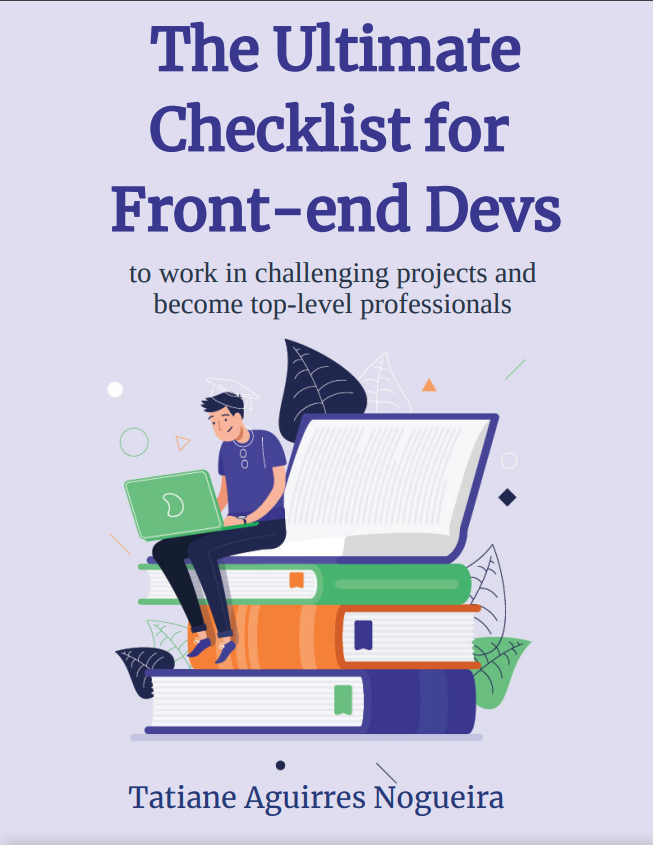 The Ultimate
Checklist for
Front-end Devs
to work in challenging projects and
become top-level professionals
Tatiane Aguirres Nogueira